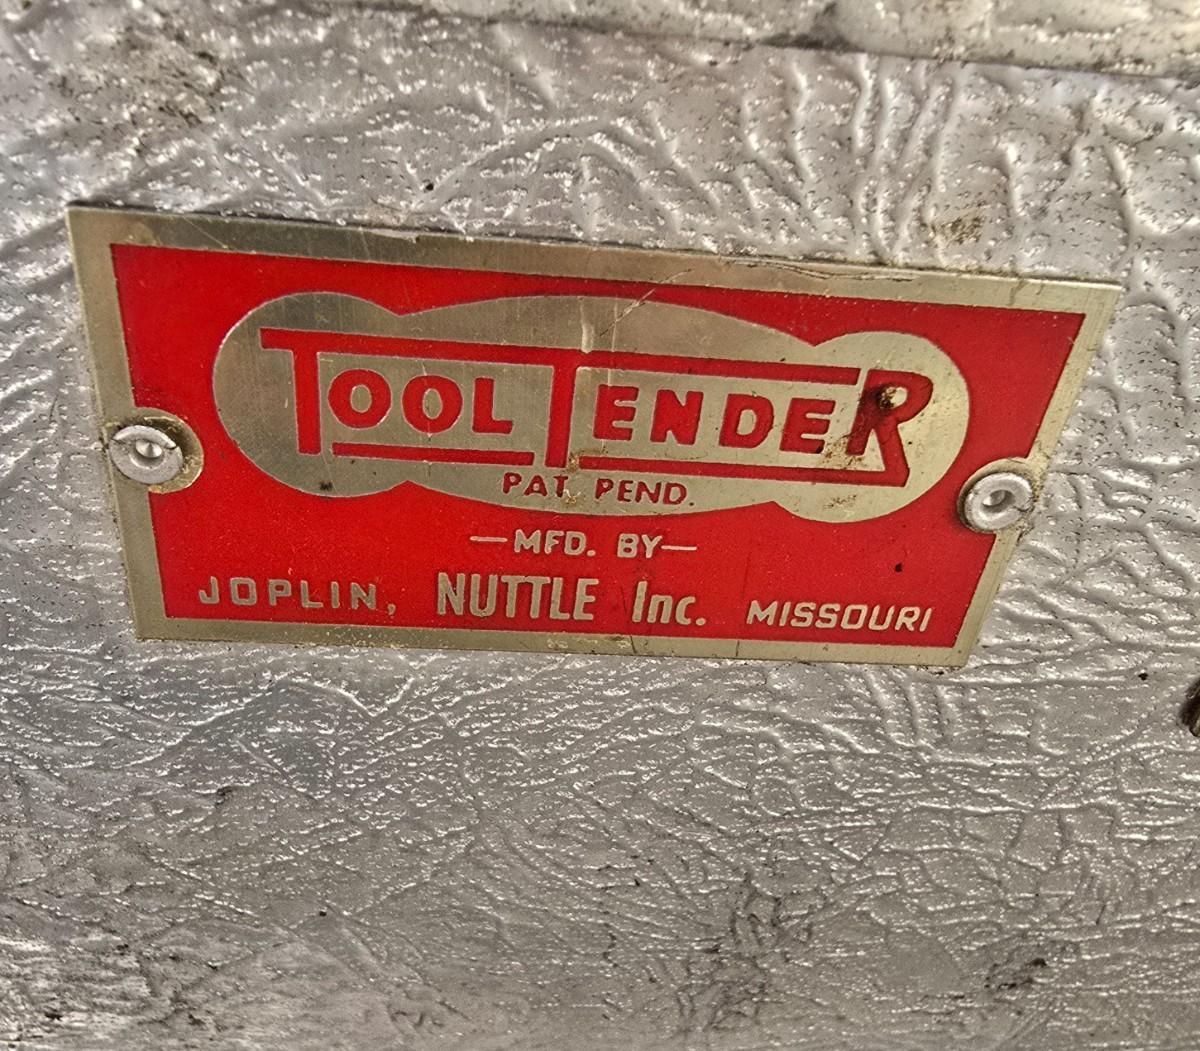 TOOL TENDER
PAT. PEND.
—MFD. BY—
JOPLIN, NUTTLE Inc. MISSOURI